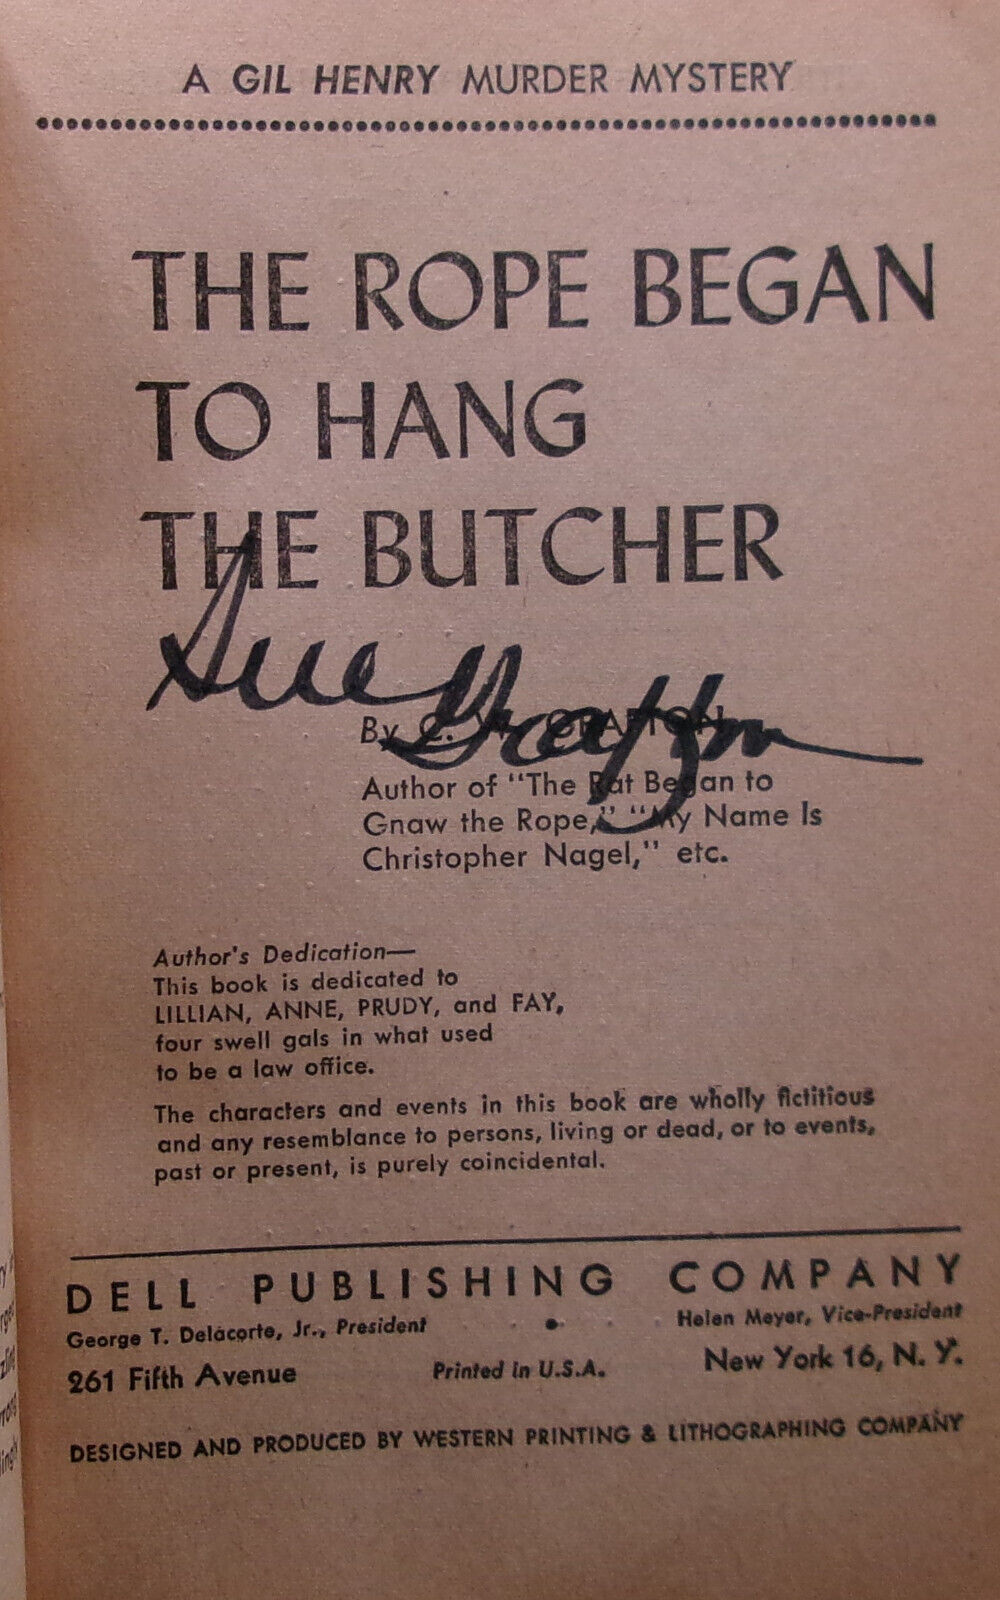 A GIL HENRY MURDER MYSTERY
THE ROPE BEGAN
TO HANG
THE BUTCHER
Sue Grafton
By C. W. GRAFTON
Author of "The Rat Began to
Gnaw the Rope," "My Name Is
Christopher Nagel," etc.
Author's Dedication—
This book is dedicated to
LILLIAN, ANNE, PRUDY, and FAY,
four swell gals in what used
to be a law office.
The characters and events in this book are wholly fictitious
and any resemblance to persons, living or dead, or to events,
past or present, is purely coincidental.
DELL PUBLISHING COMPANY
George T. Delacorte, Jr., President • Helen Meyer, Vice-President
261 Fifth Avenue Printed in U.S.A. New York 16, N. Y.
DESIGNED AND PRODUCED BY WESTERN PRINTING & LITHOGRAPHING COMPANY